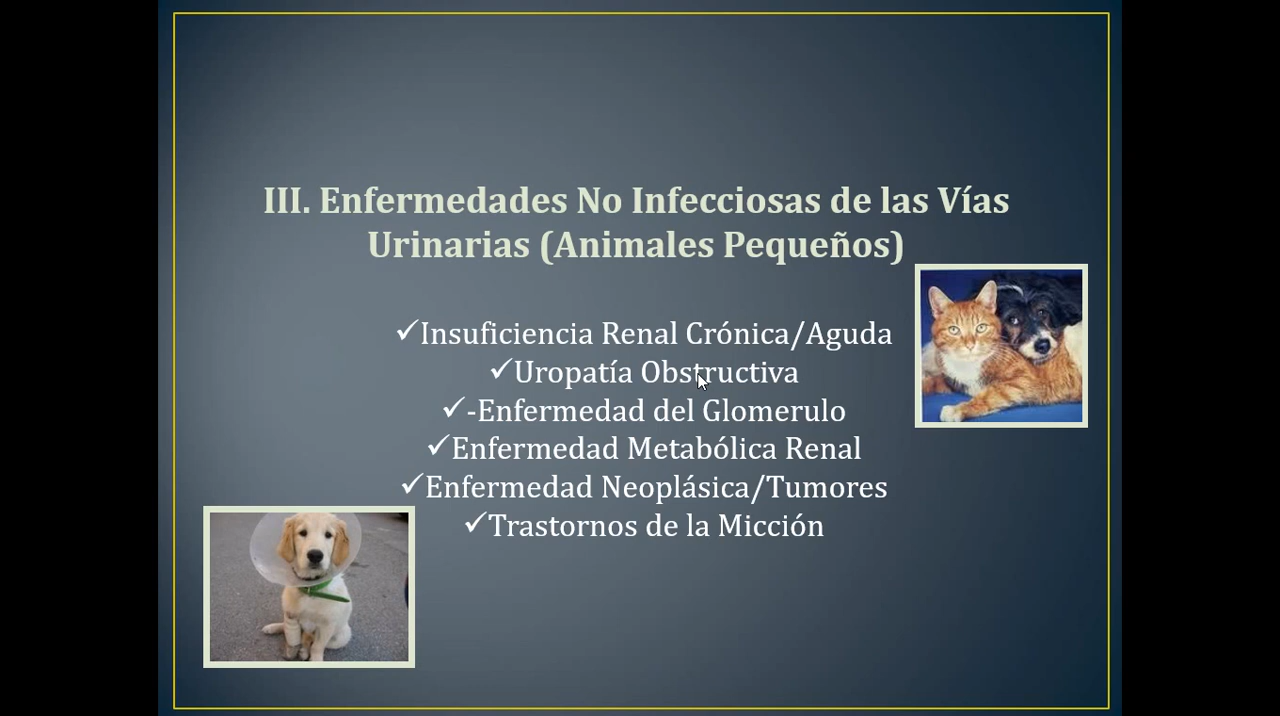 III. Enfermedades No Infecciosas de las Vías
Urinarias (Animales Pequeños)
✓Insuficiencia Renal Crónica/Aguda
✓Uropatía Obstructiva
✓-Enfermedad del Glomerulo
✓Enfermedad Metabólica Renal
✓Enfermedad Neoplásica/Tumores
✓Trastornos de la Micción